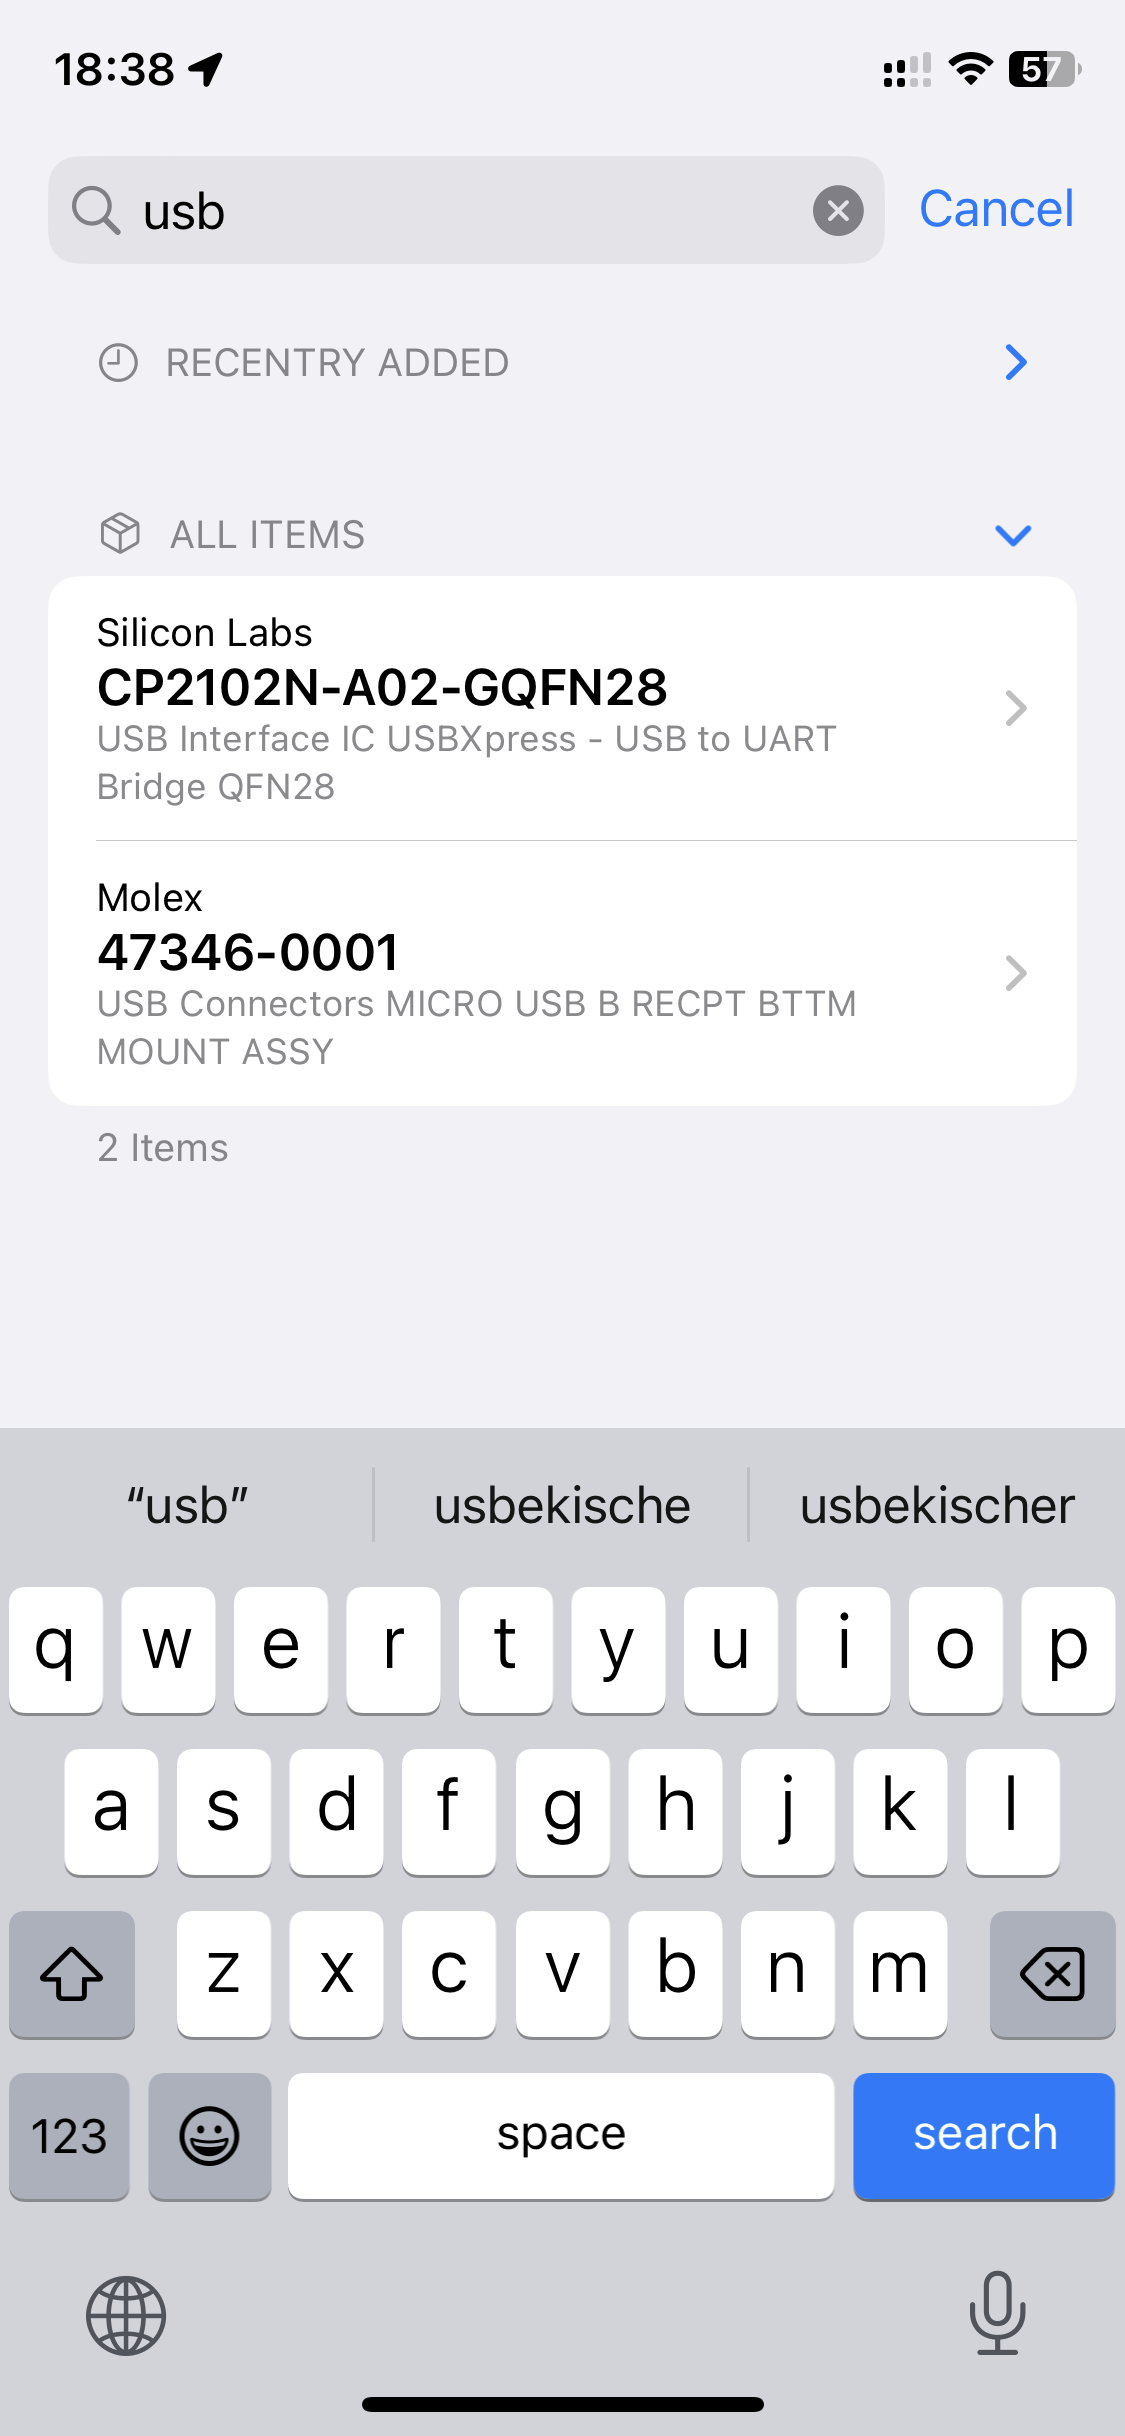 18:38
57
usb
Cancel
RECENTRY ADDED
ALL ITEMS
Silicon Labs
CP2102N-A02-GQFN28
USB Interface IC USBXpress - USB to UART
Bridge QFN28
Molex
47346-0001
USB Connectors MICRO USB B RECPT BTTM
MOUNT ASSY
2 Items
“usb” usbekische usbekischer
q w e r t y u i o p
a s d f g h j k l
z x c v b n m
123 space search